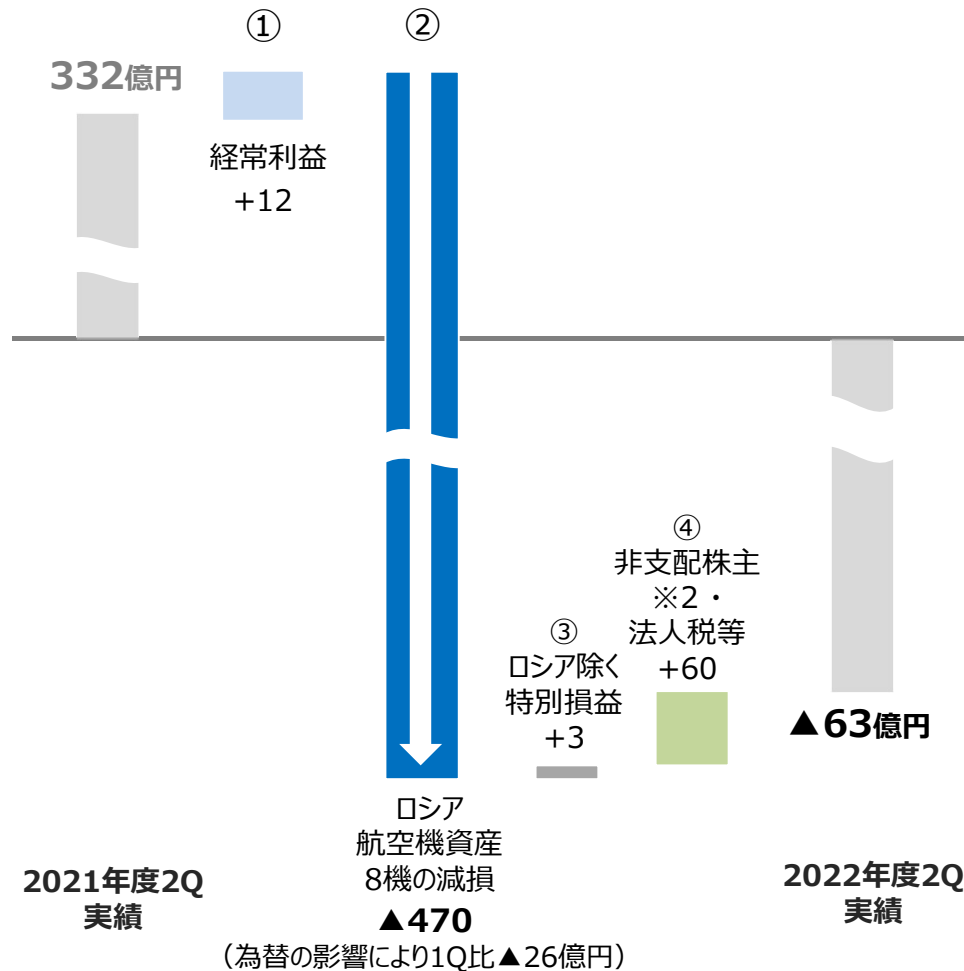 ①
②
332億円
経常利益
+12
④
非支配株主
※2・
法人税等
+60
③
ロシア除く
特別損益
+3
▲63億円
ロシア
航空機資産
8機の減損
▲470
（為替の影響により1Q比▲26億円）
2021年度2Q
実績
2022年度2Q
実績